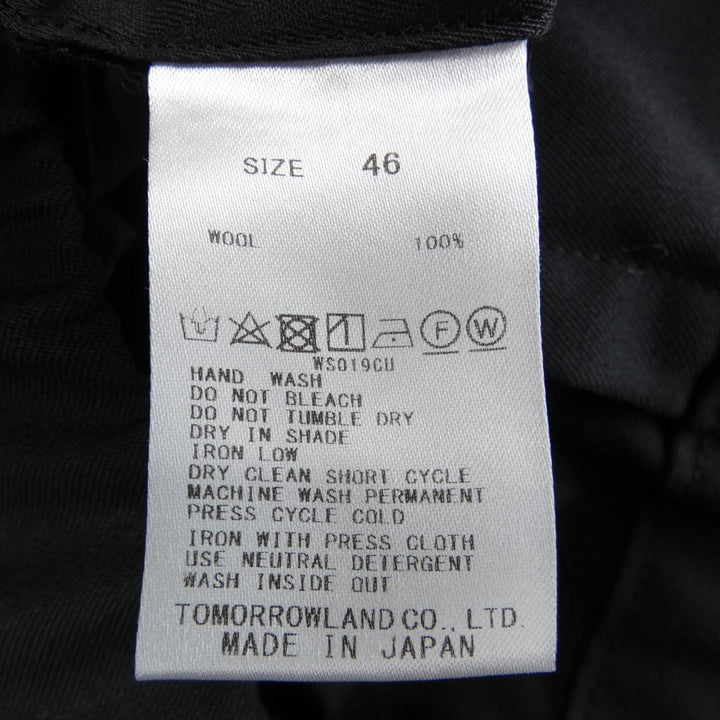 SIZE 46
WOOL 100%
F W
WS019CU
HAND WASH
DO NOT BLEACH
DO NOT TUMBLE DRY
DRY IN SHADE
IRON LOW
DRY CLEAN SHORT CYCLE
MACHINE WASH PERMANENT
PRESS CYCLE COLD
IRON WITH PRESS CLOTH
USE NEUTRAL DETERGENT
WASH INSIDE OUT
TOMORROWLAND CO., LTD.
MADE IN JAPAN